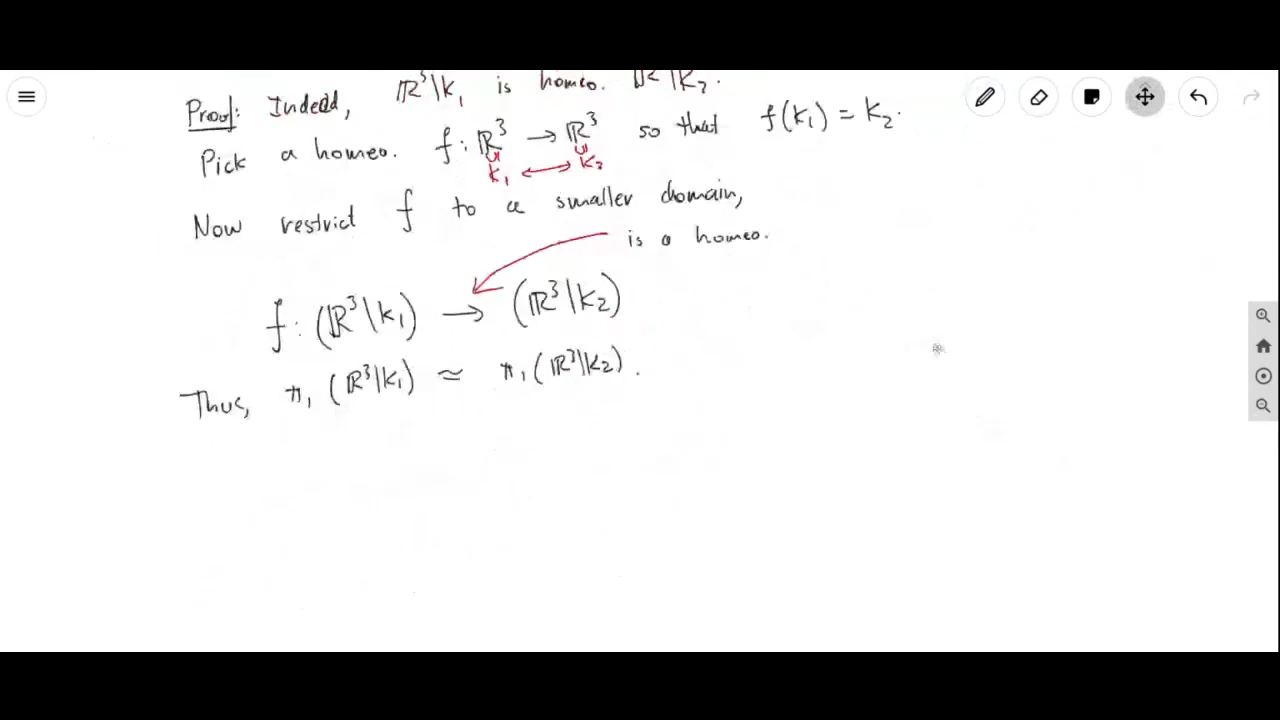 Proof: Indeed, ℝ³\K₁ is homeo. ℝ³\K₂.
Pick a homeo. f: ℝ³ → ℝ³ so that f(K₁) = K₂.
∪ ∪
K₁ ↔ K₂
Now restrict f to a smaller domain,
is a homeo.
f: (ℝ³\K₁) → (ℝ³\K₂)
Thus, π₁(ℝ³\K₁) ≈ π₁(ℝ³\K₂).